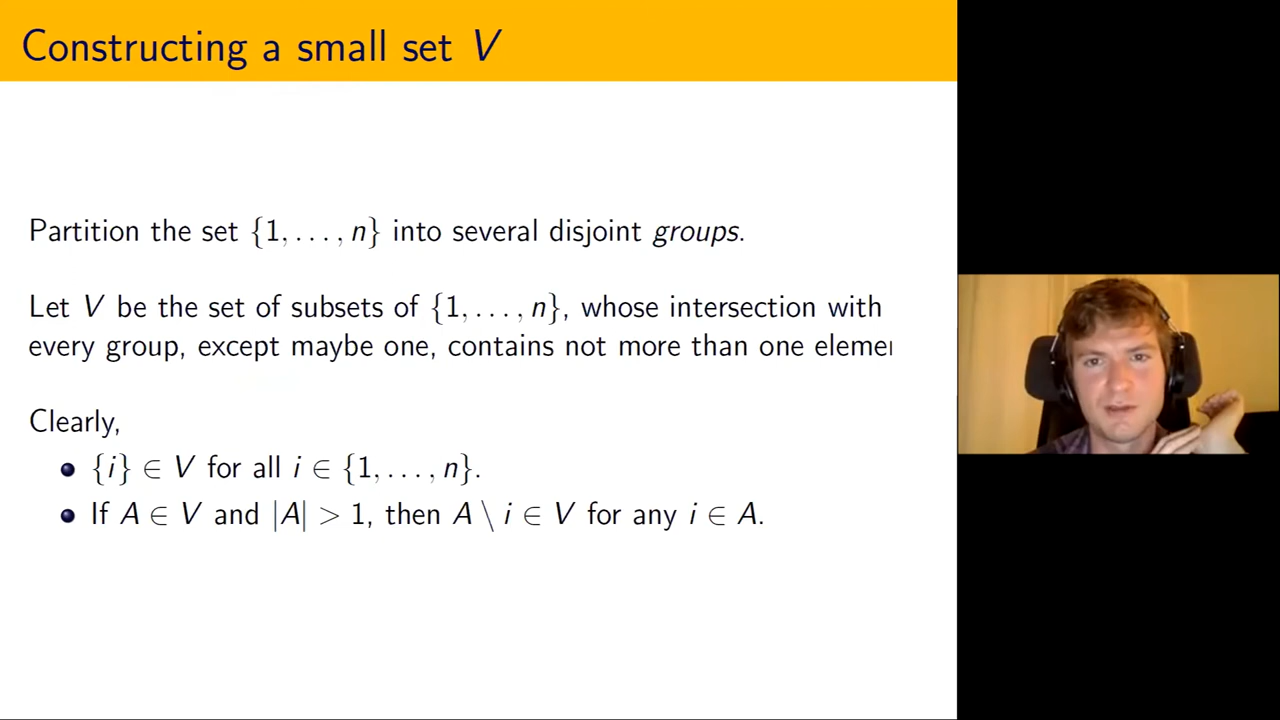 Constructing a small set V
Partition the set {1, . . . , n} into several disjoint groups.
Let V be the set of subsets of {1, . . . , n}, whose intersection with
every group, except maybe one, contains not more than one elemen
Clearly,
• {i} ∈ V for all i ∈ {1, . . . , n}.
• If A ∈ V and |A| > 1, then A \ i ∈ V for any i ∈ A.